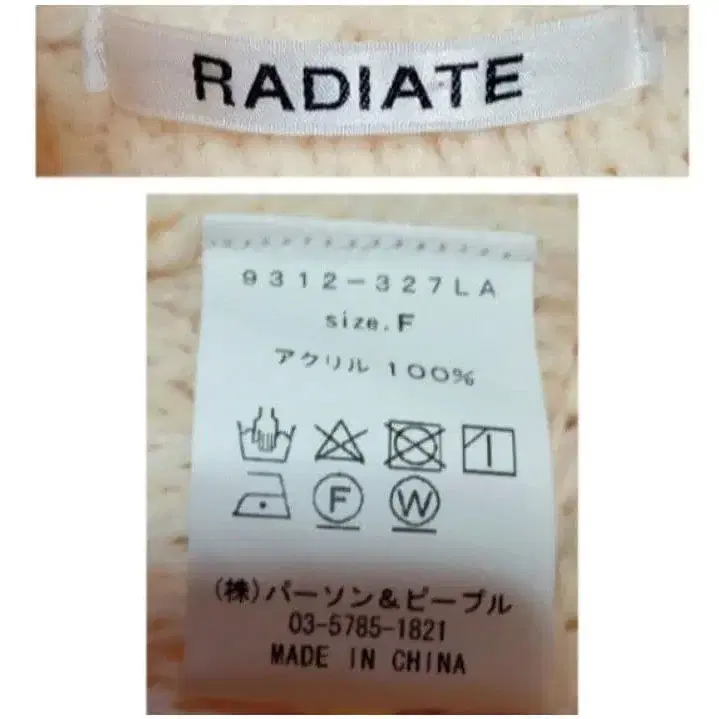 RADIATE
9312-327LA
size.F
アクリル 100%
F W
(株)パーソン&ピープル
03-5785-1821
MADE IN CHINA